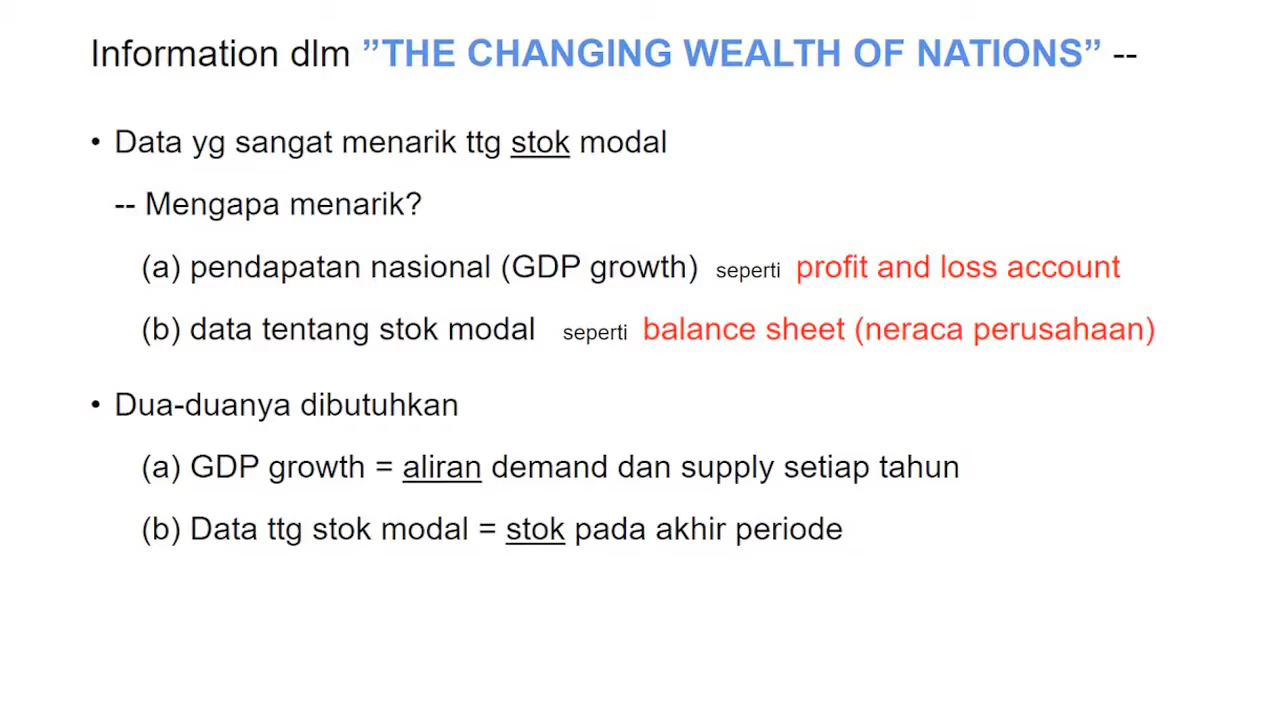 Information dlm ”THE CHANGING WEALTH OF NATIONS” --
• Data yg sangat menarik ttg stok modal
-- Mengapa menarik?
(a) pendapatan nasional (GDP growth) seperti profit and loss account
(b) data tentang stok modal seperti balance sheet (neraca perusahaan)
• Dua-duanya dibutuhkan
(a) GDP growth = aliran demand dan supply setiap tahun
(b) Data ttg stok modal = stok pada akhir periode